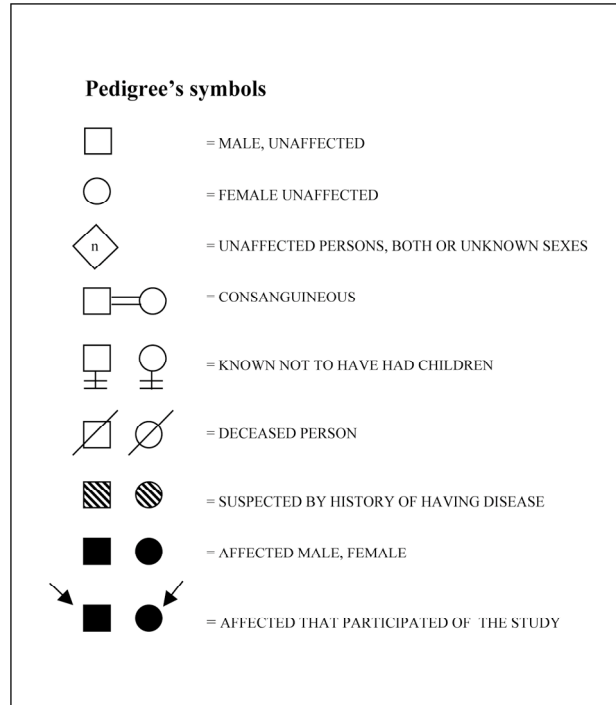 Pedigree's symbols
= MALE, UNAFFECTED
= FEMALE UNAFFECTED
n
= UNAFFECTED PERSONS, BOTH OR UNKNOWN SEXES
= CONSANGUINEOUS
= KNOWN NOT TO HAVE HAD CHILDREN
= DECEASED PERSON
= SUSPECTED BY HISTORY OF HAVING DISEASE
= AFFECTED MALE, FEMALE
= AFFECTED THAT PARTICIPATED OF THE STUDY